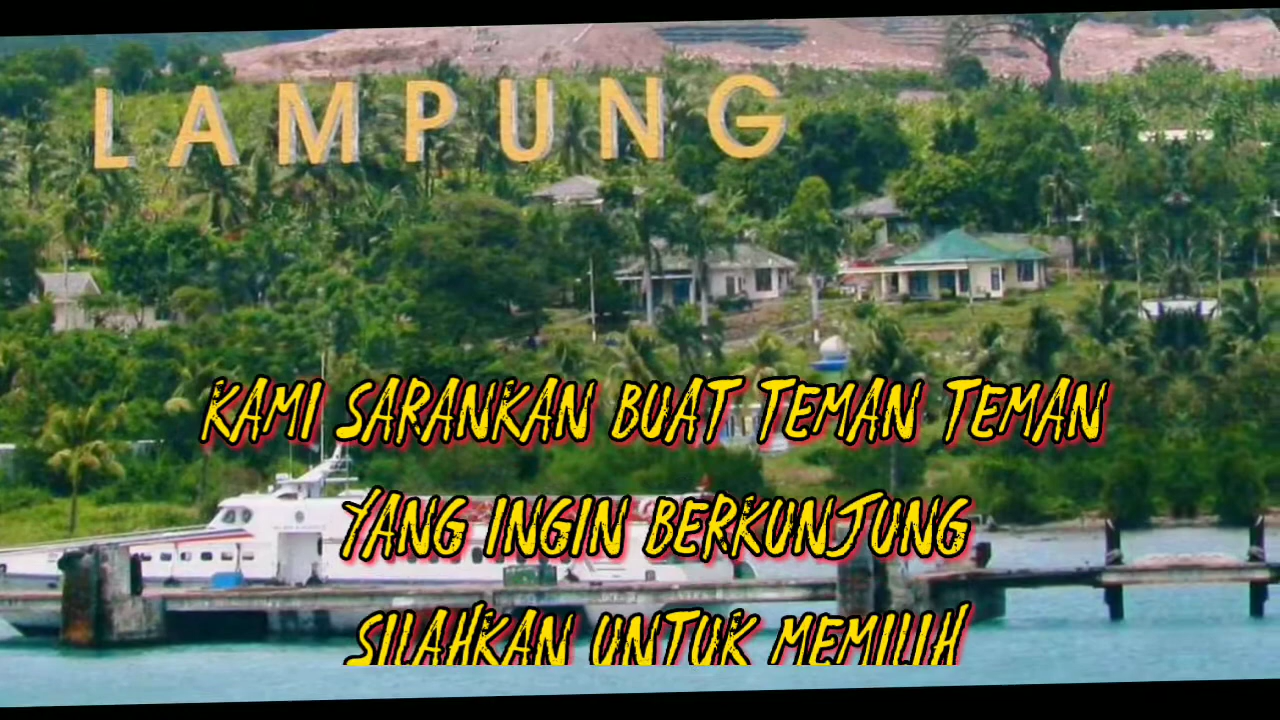 LAMPUNG
KAMI SARANKAN BUAT TEMAN TEMAN
YANG INGIN BERKUNJUNG
SILAHKAN UNTUK MEMILIH